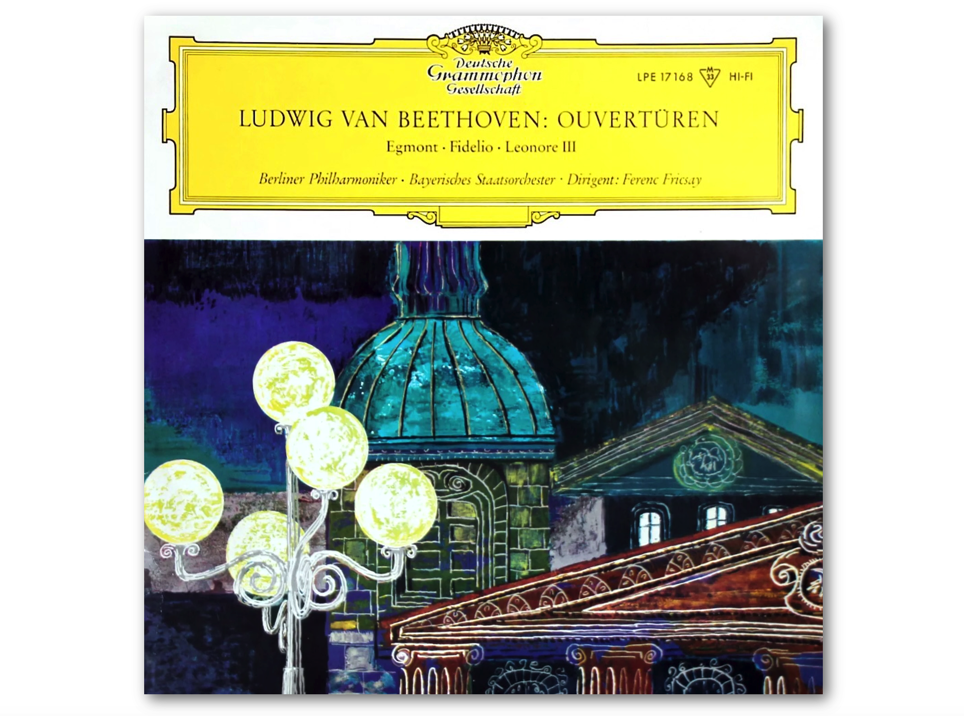 Deutsche
Grammophon
Gesellschaft
LPE 17168 M 33 HI-FI
LUDWIG VAN BEETHOVEN: OUVERTÜREN
Egmont · Fidelio · Leonore III
Berliner Philharmoniker · Bayerisches Staatsorchester · Dirigent: Ferenc Fricsay